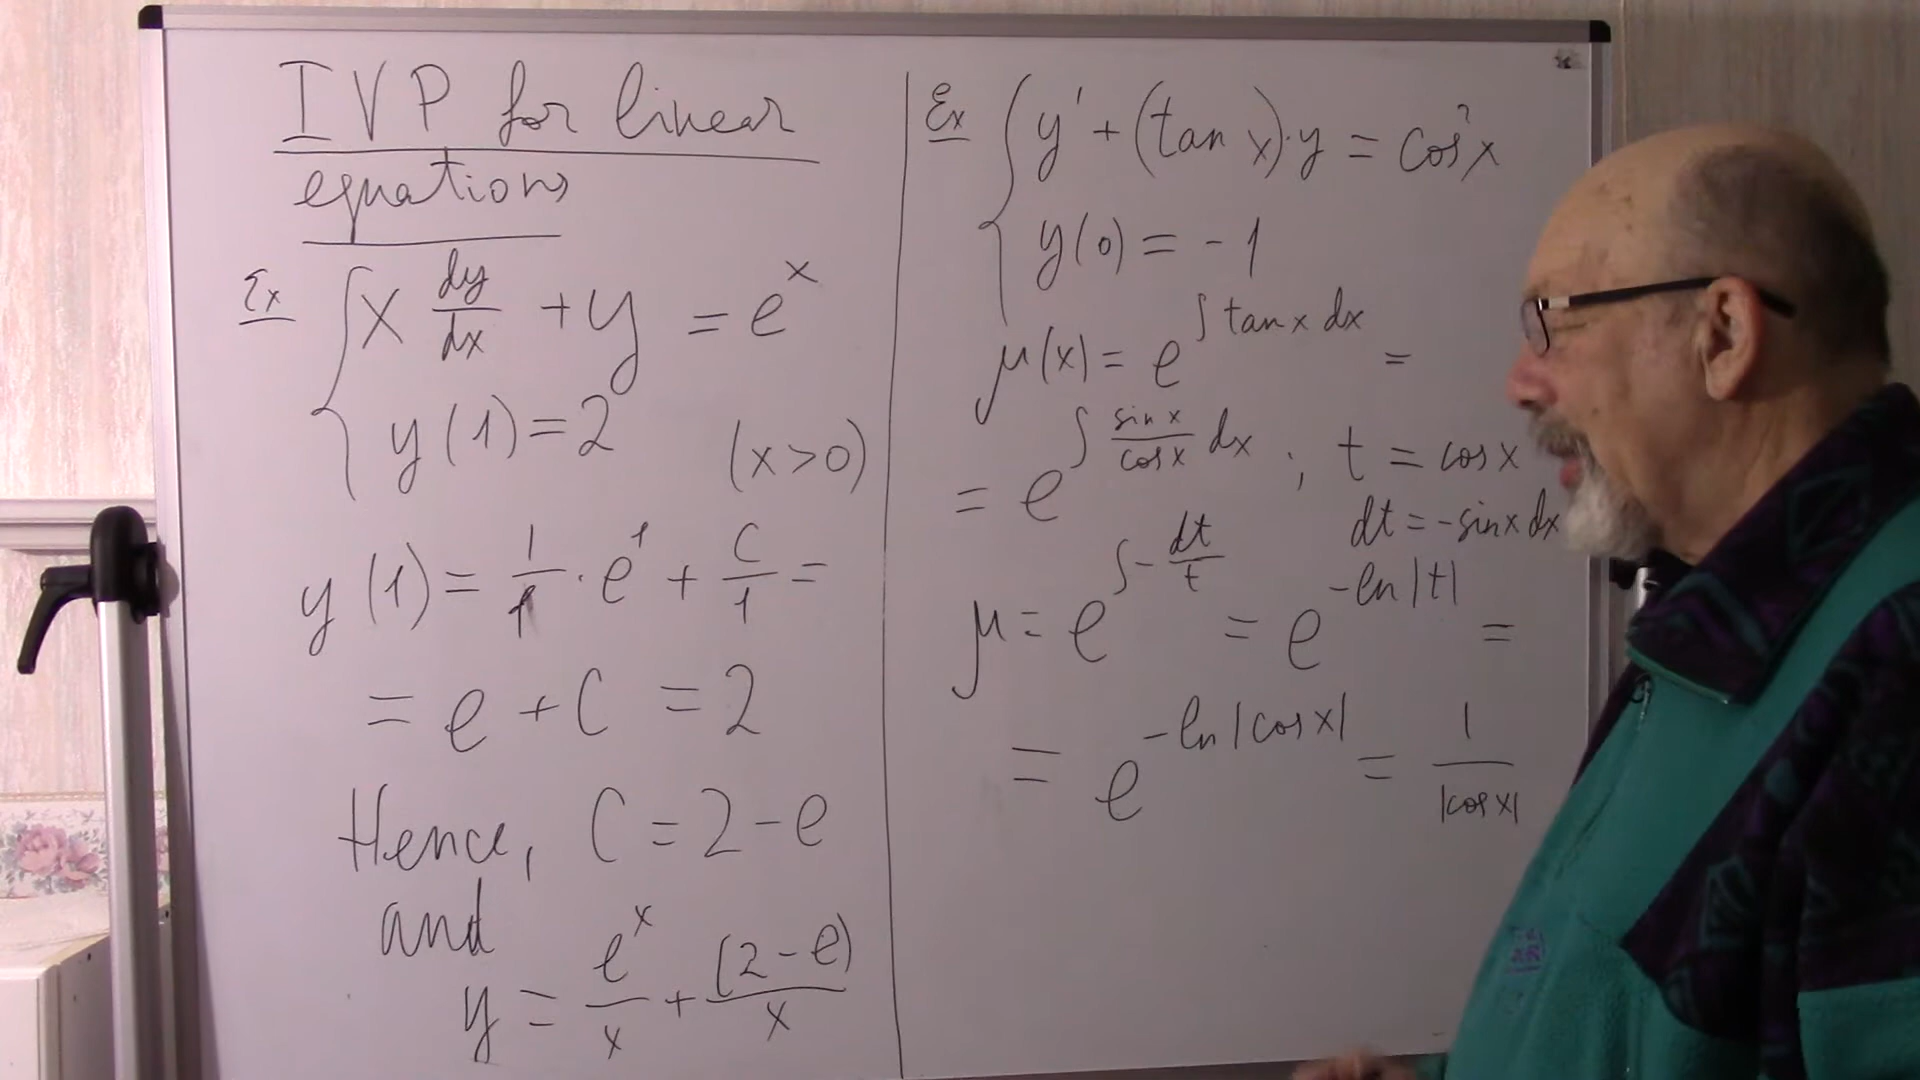 IVP for linear
equations
Ex { x dy/dx + y = e^x
y(1) = 2 (x > 0)
y(1) = 1/1 · e^1 + C/1 =
= e + C = 2
Hence, C = 2 - e
and
y = e^x/x + (2 - e)/x
Ex { y' + (tan x)·y = cos²x
y(0) = -1
μ(x) = e^{∫ tan x dx} =
= e^{∫ sin x/cos x dx} ; t = cos x
dt = -sin x dx
μ = e^{∫ - dt/t} = e^{-ln|t|} =
= e^{-ln|cos x|} = 1/|cos x|